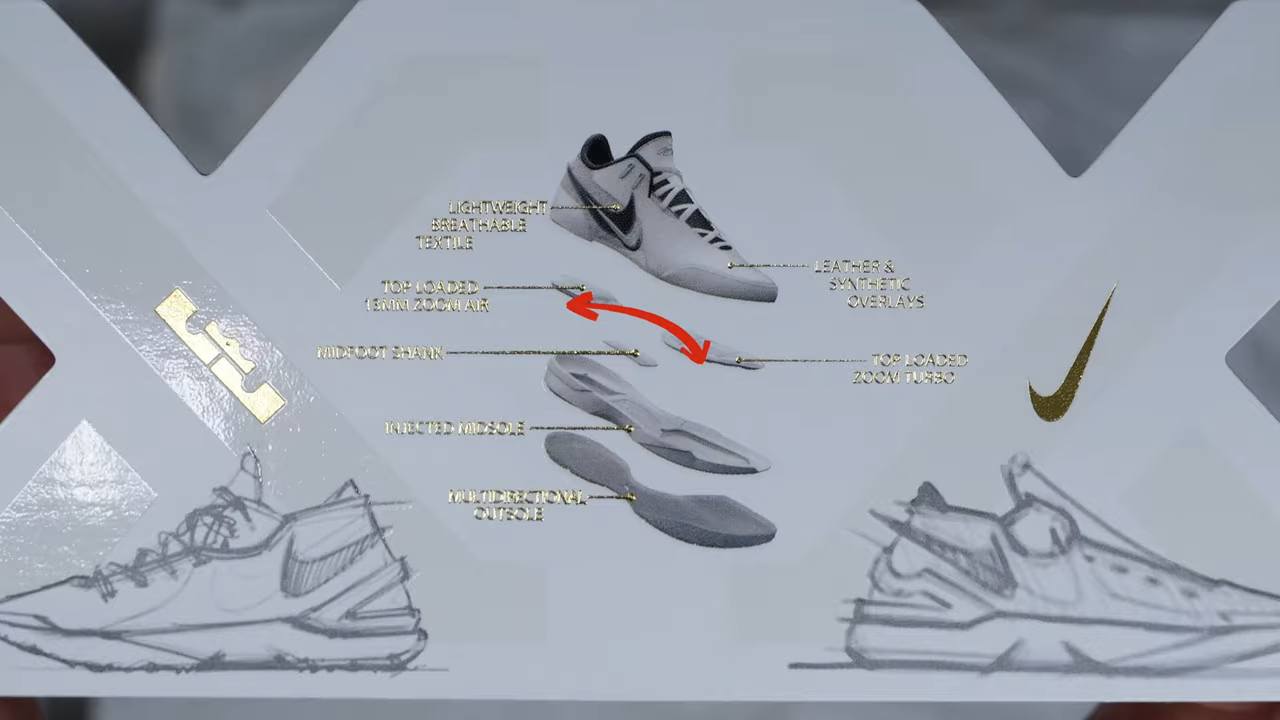 LIGHTWEIGHT
BREATHABLE
TEXTILE
LEATHER &
SYNTHETIC
OVERLAYS
TOP LOADED
13MM ZOOM AIR
MIDFOOT SHANK
TOP LOADED
ZOOM TURBO
INJECTED MIDSOLE
MULTIDIRECTIONAL
OUTSOLE